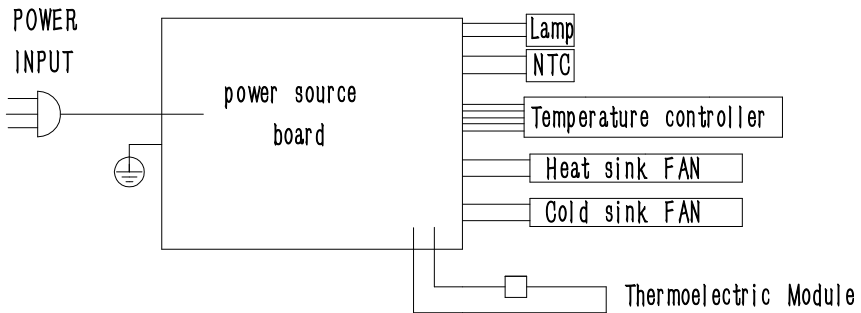 POWER
INPUT
power source
board
Lamp
NTC
Temperature controller
Heat sink FAN
Cold sink FAN
Thermoelectric Module